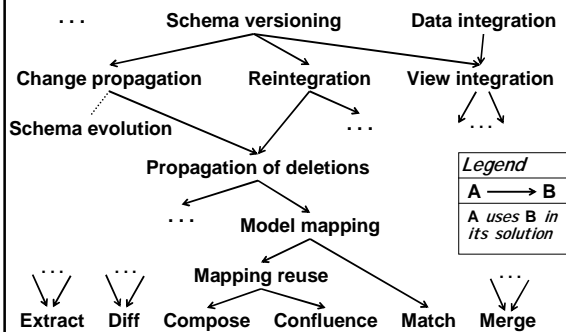 . . . Schema versioning Data integration
Change propagation Reintegration View integration
Schema evolution . . . . . .
Propagation of deletions
Legend
A B
A uses B in
its solution
. . . Model mapping
Mapping reuse
. . . . . . . . .
Extract Diff Compose Confluence Match Merge